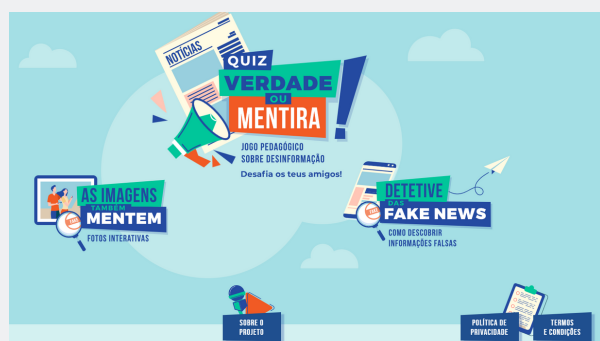 NOTÍCIAS
QUIZ
VERDADE
OU
MENTIRA
JOGO PEDAGÓGICO
SOBRE DESINFORMAÇÃO
Desafia os teus amigos!
AS IMAGENS
TAMBÉM
MENTEM
FOTOS INTERATIVAS
DETETIVE
DAS
FAKE NEWS
COMO DESCOBRIR
INFORMAÇÕES FALSAS
SOBRE O
PROJETO
POLÍTICA DE
PRIVACIDADE
TERMOS
E CONDIÇÕES